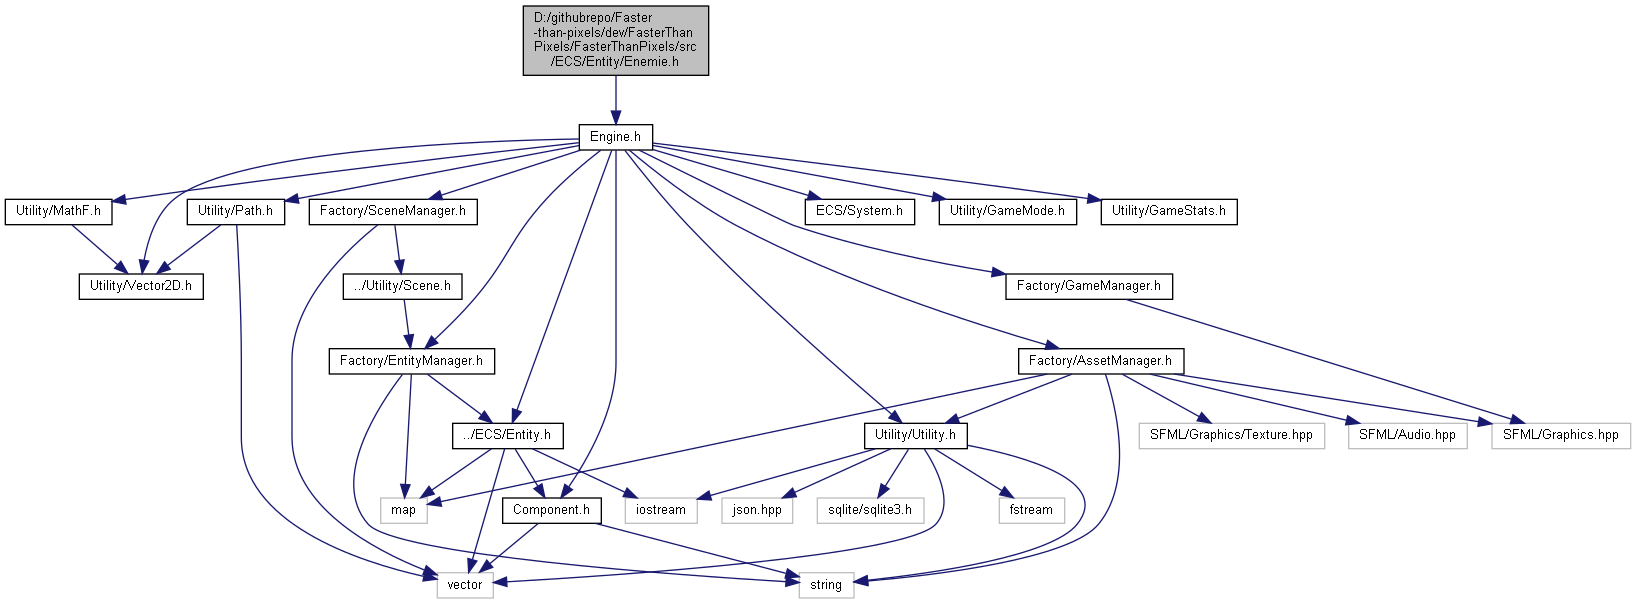 D:/githubrepo/Faster
-than-pixels/dev/FasterThan
Pixels/FasterThanPixels/src
/ECS/Entity/Enemie.h
Engine.h
Utility/MathF.h
Utility/Path.h
Factory/SceneManager.h
ECS/System.h
Utility/GameMode.h
Utility/GameStats.h
Utility/Vector2D.h
../Utility/Scene.h
Factory/GameManager.h
Factory/EntityManager.h
Factory/AssetManager.h
../ECS/Entity.h
Utility/Utility.h
SFML/Graphics/Texture.hpp
SFML/Audio.hpp
SFML/Graphics.hpp
map
Component.h
iostream
json.hpp
sqlite/sqlite3.h
fstream
vector
string